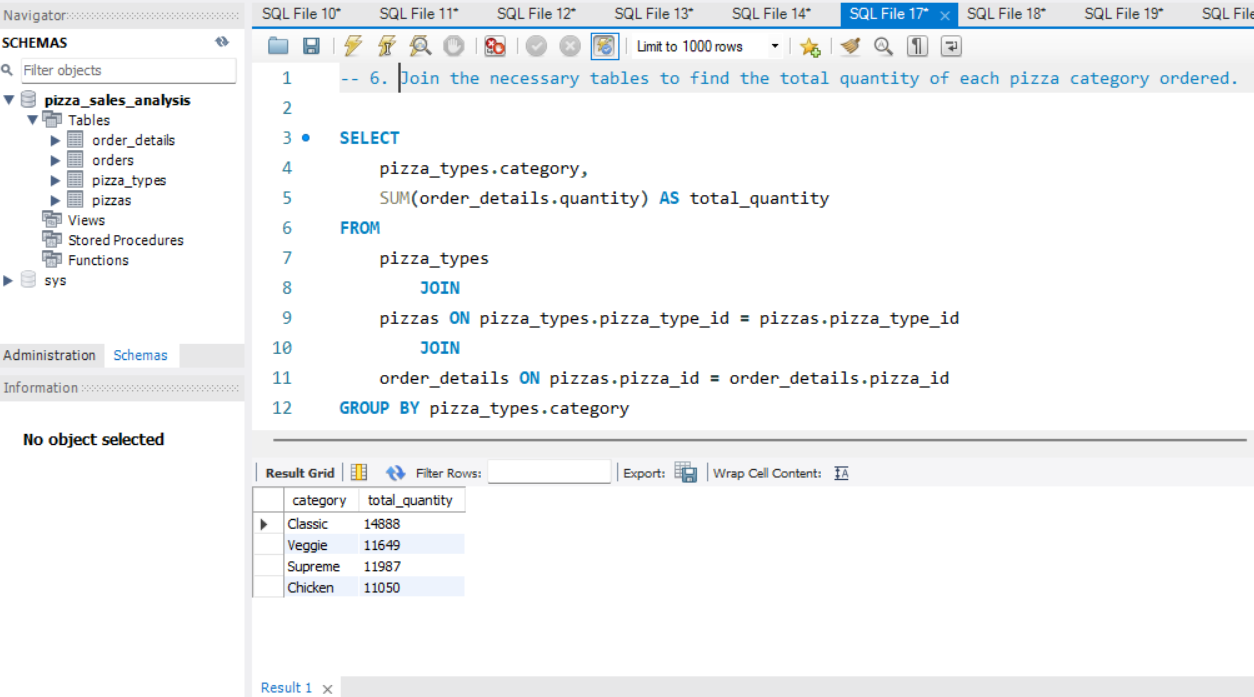 Navigator
SCHEMAS
Filter objects
pizza_sales_analysis
Tables
order_details
orders
pizza_types
pizzas
Views
Stored Procedures
Functions
sys
Administration Schemas
Information
No object selected
SQL File 10* SQL File 11* SQL File 12* SQL File 13* SQL File 14* SQL File 17* SQL File 18* SQL File 19* SQL File
Limit to 1000 rows
1 -- 6. Join the necessary tables to find the total quantity of each pizza category ordered.
2
3 SELECT
4 pizza_types.category,
5 SUM(order_details.quantity) AS total_quantity
6 FROM
7 pizza_types
8 JOIN
9 pizzas ON pizza_types.pizza_type_id = pizzas.pizza_type_id
10 JOIN
11 order_details ON pizzas.pizza_id = order_details.pizza_id
12 GROUP BY pizza_types.category
Result Grid Filter Rows: Export: Wrap Cell Content:
category total_quantity
Classic 14888
Veggie 11649
Supreme 11987
Chicken 11050
Result 1